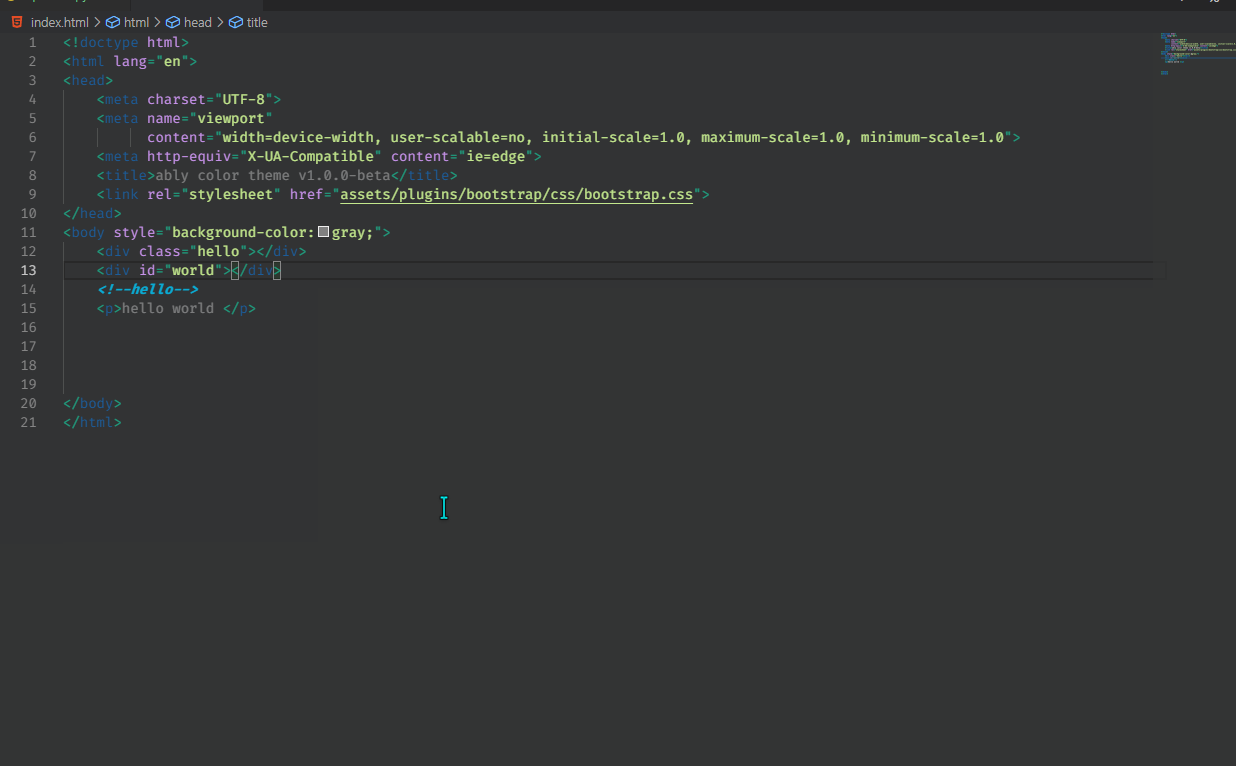 index.html > html > head > title
1 <!doctype html>
2 <html lang="en">
3 <head>
4 <meta charset="UTF-8">
5 <meta name="viewport"
6 content="width=device-width, user-scalable=no, initial-scale=1.0, maximum-scale=1.0, minimum-scale=1.0">
7 <meta http-equiv="X-UA-Compatible" content="ie=edge">
8 <title>ably color theme v1.0.0-beta</title>
9 <link rel="stylesheet" href="assets/plugins/bootstrap/css/bootstrap.css">
10 </head>
11 <body style="background-color:gray;">
12 <div class="hello"></div>
13 <div id="world"></div>
14 <!--hello-->
15 <p>hello world </p>
16
17
18
19
20 </body>
21 </html>